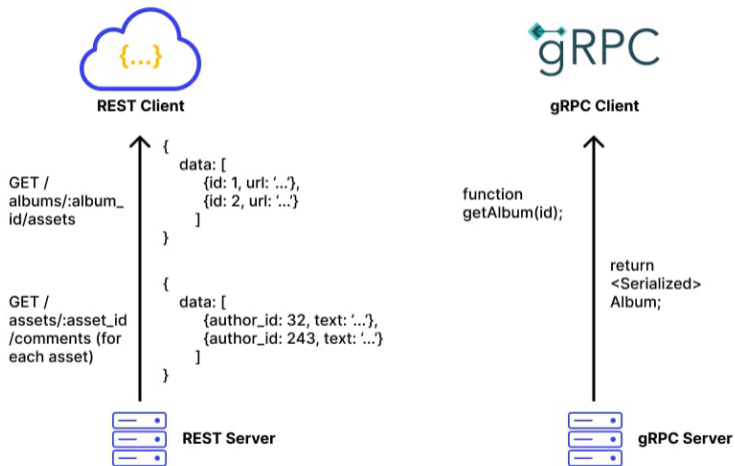 {...}
REST Client
GET /
albums/:album_
id/assets
{
data: [
{id: 1, url: ‘...’},
{id: 2, url: ‘...’}
]
}
GET /
assets/:asset_id
/comments (for
each asset)
{
data: [
{author_id: 32, text: ‘...’},
{author_id: 243, text: ‘...’}
]
}
REST Server
gRPC
gRPC Client
function
getAlbum(id);
return
<Serialized>
Album;
gRPC Server